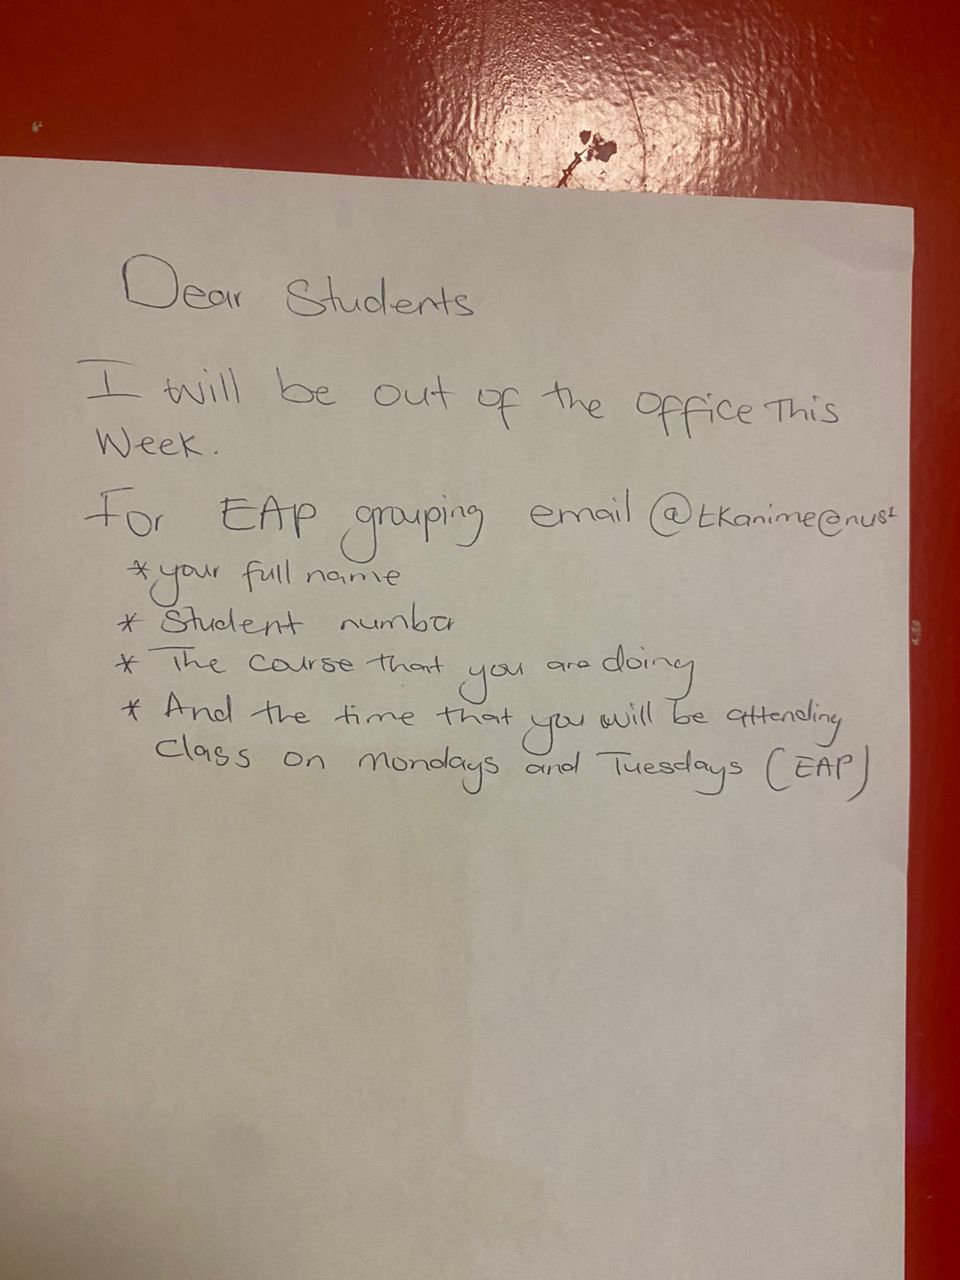 Dear Students
I will be out of the office This
Week.
For EAP grouping email @tkanime@nust
* your full name
* Student number
* The course that you are doing
* And the time that you will be attending
class on Mondays and Tuesdays (EAP)